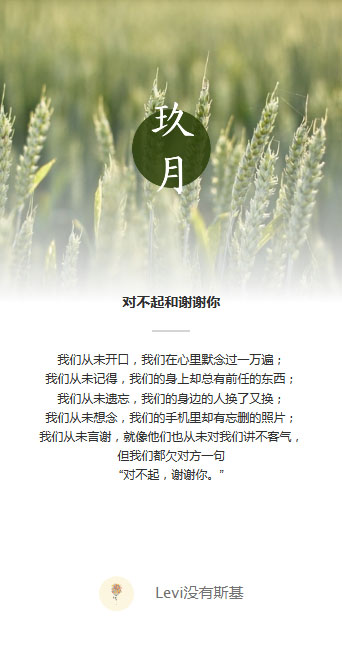 玖
月
对不起和谢谢你
我们从未开口，我们在心里默念过一万遍；
我们从未记得，我们的身上却总有前任的东西；
我们从未遗忘，我们的身边的人换了又换；
我们从未想念，我们的手机里却有忘删的照片；
我们从未言谢，就像他们也从未对我们讲不客气，
但我们都欠对方一句
“对不起，谢谢你。”
Levi没有斯基